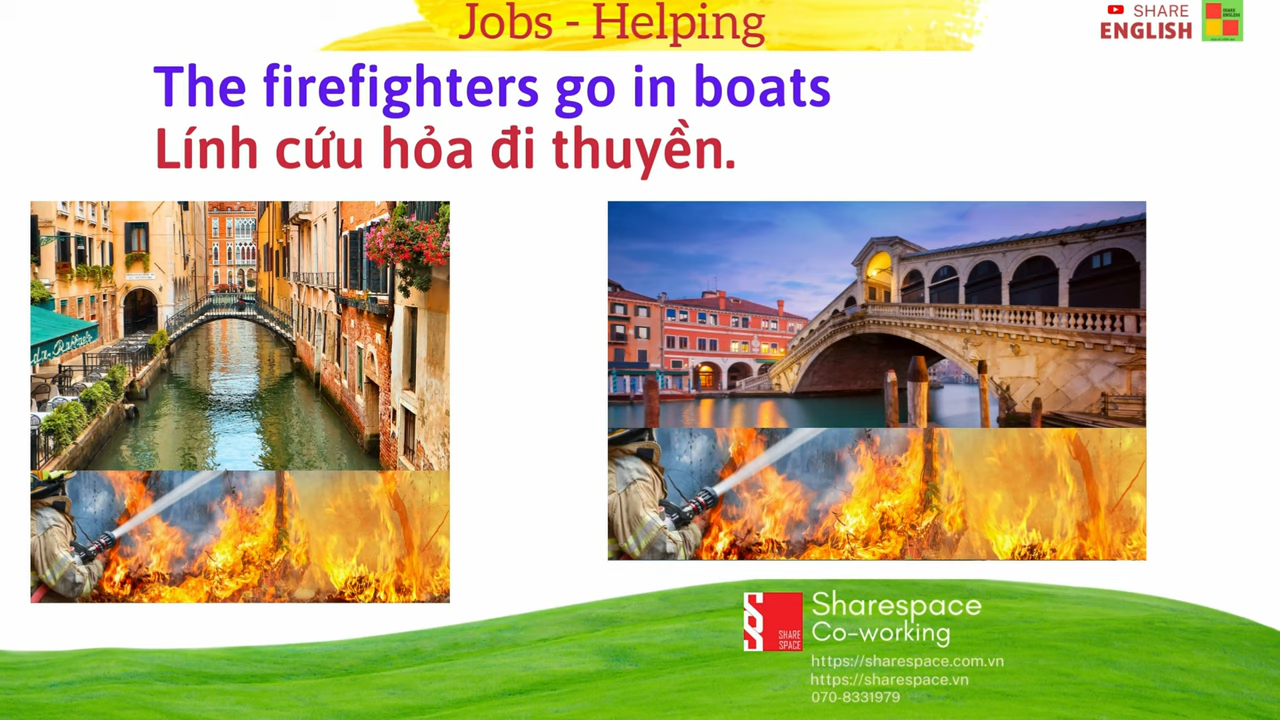 Jobs - Helping
SHARE
ENGLISH
The firefighters go in boats
Lính cứu hỏa đi thuyền.
Sharespace
Co-working
SHARE
SPACE
https://sharespace.com.vn
https://sharespace.vn
070-8331979